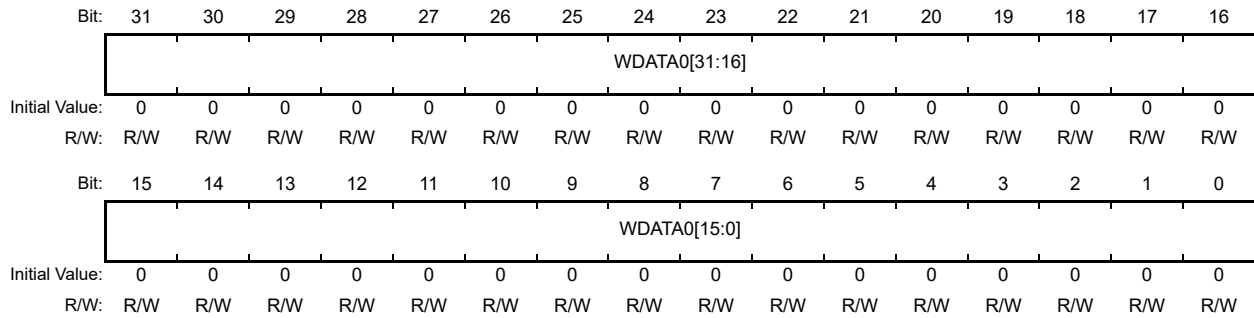 Bit: 31 30 29 28 27 26 25 24 23 22 21 20 19 18 17 16
WDATA0[31:16]
Initial Value: 0 0 0 0 0 0 0 0 0 0 0 0 0 0 0 0
R/W: R/W R/W R/W R/W R/W R/W R/W R/W R/W R/W R/W R/W R/W R/W R/W R/W
Bit: 15 14 13 12 11 10 9 8 7 6 5 4 3 2 1 0
WDATA0[15:0]
Initial Value: 0 0 0 0 0 0 0 0 0 0 0 0 0 0 0 0
R/W: R/W R/W R/W R/W R/W R/W R/W R/W R/W R/W R/W R/W R/W R/W R/W R/W